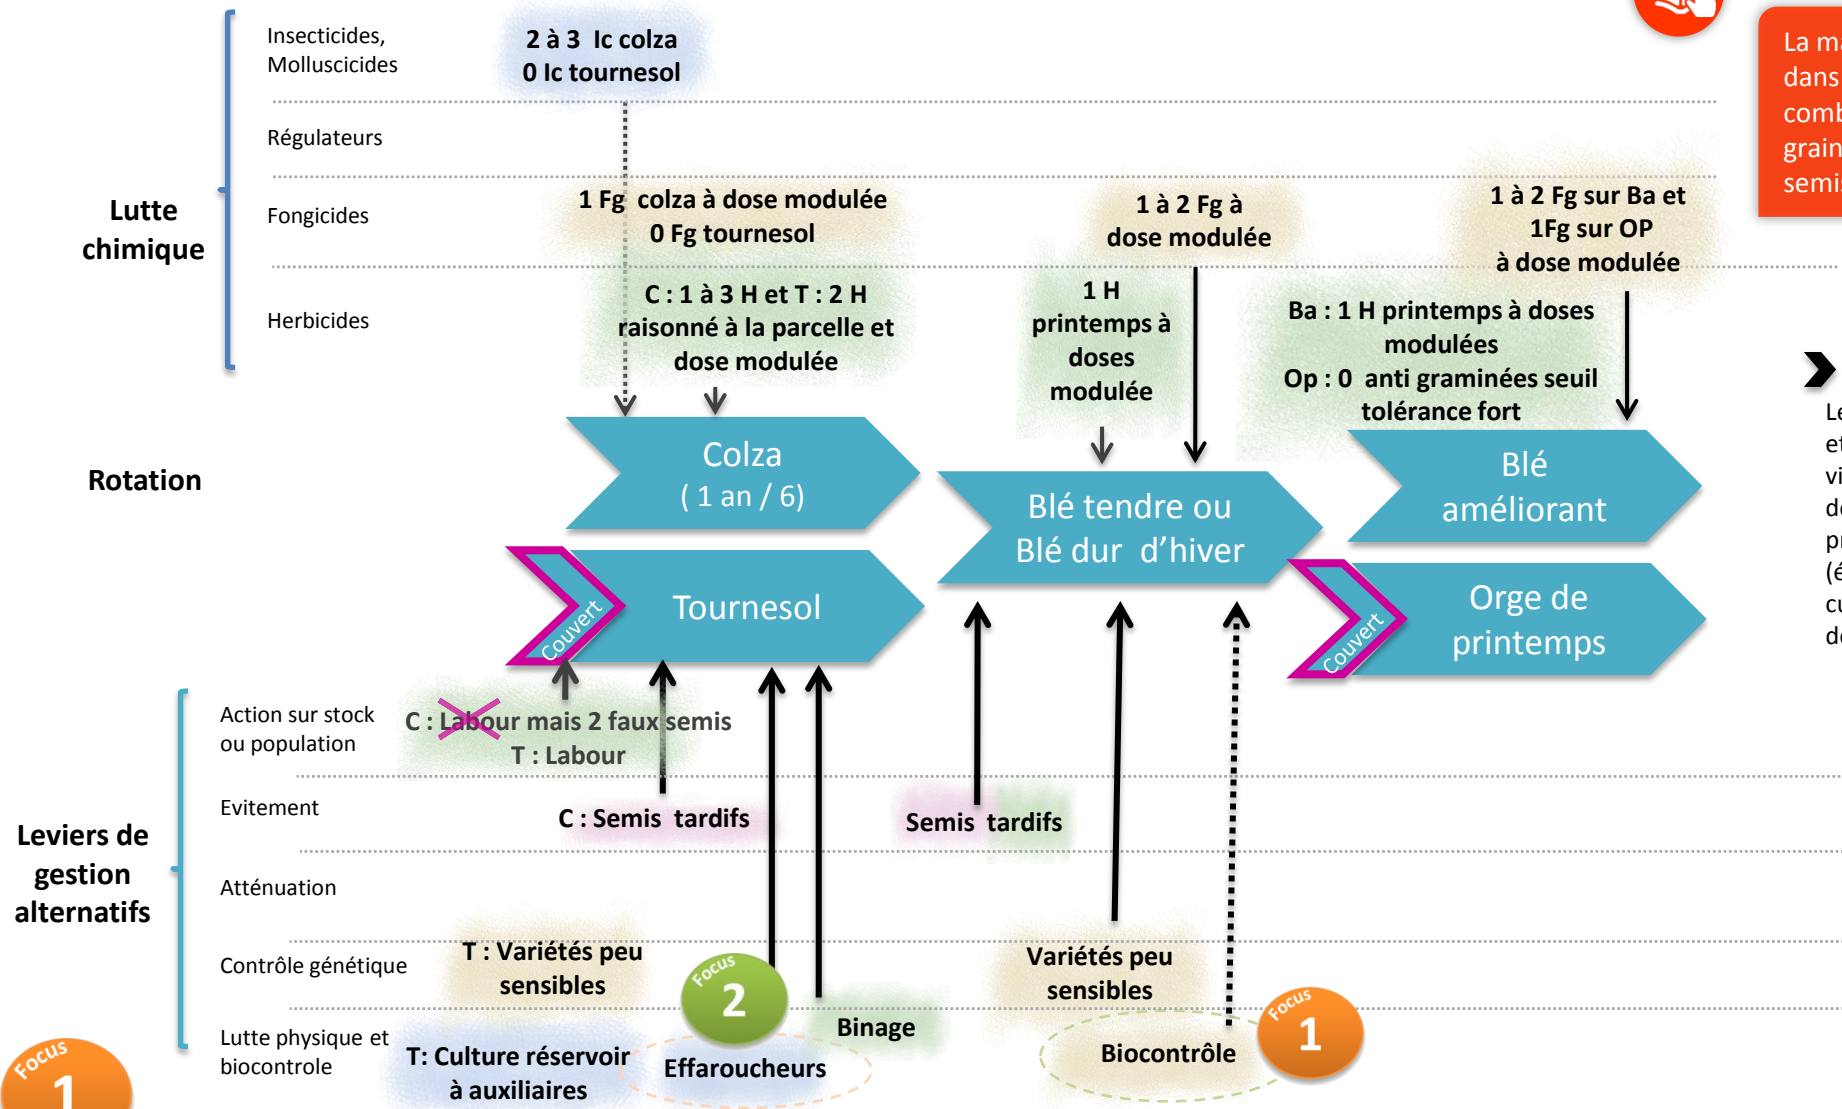 Insecticides,
Molluscicides
2 à 3 Ic colza
0 Ic tournesol
Régulateurs
Lutte
chimique
Fongicides
1 Fg colza à dose modulée
0 Fg tournesol
1 à 2 Fg à
dose modulée
1 à 2 Fg sur Ba et
1Fg sur OP
à dose modulée
Herbicides
C : 1 à 3 H et T : 2 H
raisonné à la parcelle et
dose modulée
1 H
printemps à
doses
modulée
Ba : 1 H printemps à doses
modulées
Op : 0 anti graminées seuil
tolérance fort
La
dans
semis
Rotation
Colza
( 1 an / 6)
Couvert
Tournesol
Blé tendre ou
Blé dur d’hiver
Blé
améliorant
Couvert
Orge de
printemps
et
Leviers de
gestion
alternatifs
Action sur stock
ou population
C : Labour mais 2 faux semis
T : Labour
Evitement
C : Semis tardifs
Semis tardifs
Atténuation
Contrôle génétique
T : Variétés peu
sensibles
Variétés peu
sensibles
Lutte physique et
biocontrole
T: Culture réservoir
à auxiliaires
Focus
2
Effaroucheurs
Binage
Biocontrôle
Focus
1
Focus
1